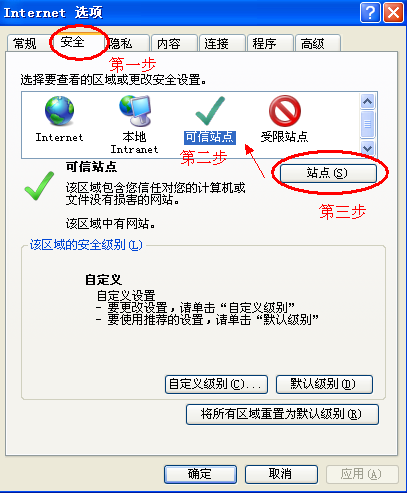 Internet 选项
常规 安全 隐私 内容 连接 程序 高级
第一步
选择要查看的区域或更改安全设置。
Internet 本地 Intranet 可信站点 受限站点
第二步
可信站点
站点(S)
该区域包含您信任对您的计算机或
文件没有损害的网站。
第三步
该区域中有网站。
该区域的安全级别(L)
自定义
自定义设置
- 要更改设置,请单击“自定义级别”
- 要使用推荐的设置,请单击“默认级别”
自定义级别(C)... 默认级别(D)
将所有区域重置为默认级别(R)
确定 取消 应用(A)